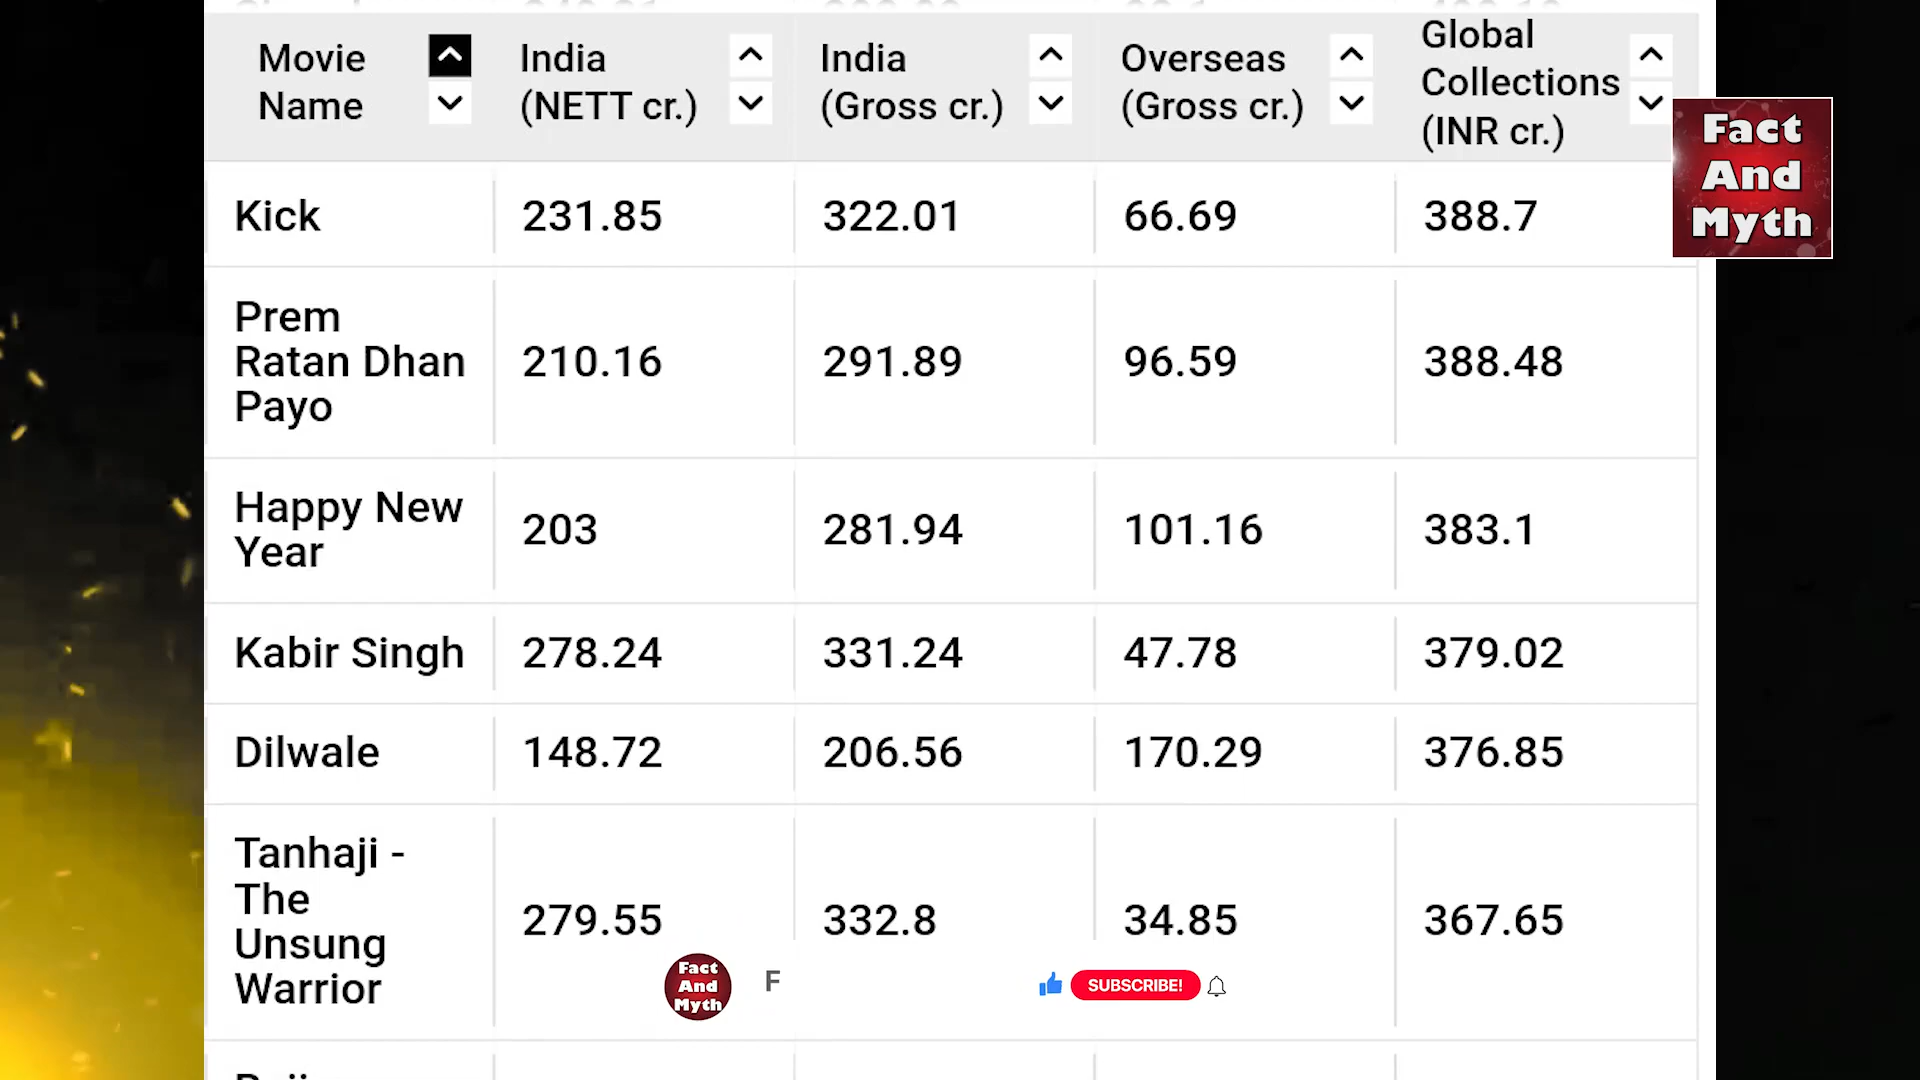 Movie Name
India (NETT cr.)
India (Gross cr.)
Overseas (Gross cr.)
Global Collections (INR cr.)
Fact
And
Myth
Kick 231.85 322.01 66.69 388.7
Prem Ratan Dhan Payo 210.16 291.89 96.59 388.48
Happy New Year 203 281.94 101.16 383.1
Kabir Singh 278.24 331.24 47.78 379.02
Dilwale 148.72 206.56 170.29 376.85
Tanhaji - The Unsung Warrior 279.55 332.8 34.85 367.65
Fact
And
Myth
F
SUBSCRIBE!